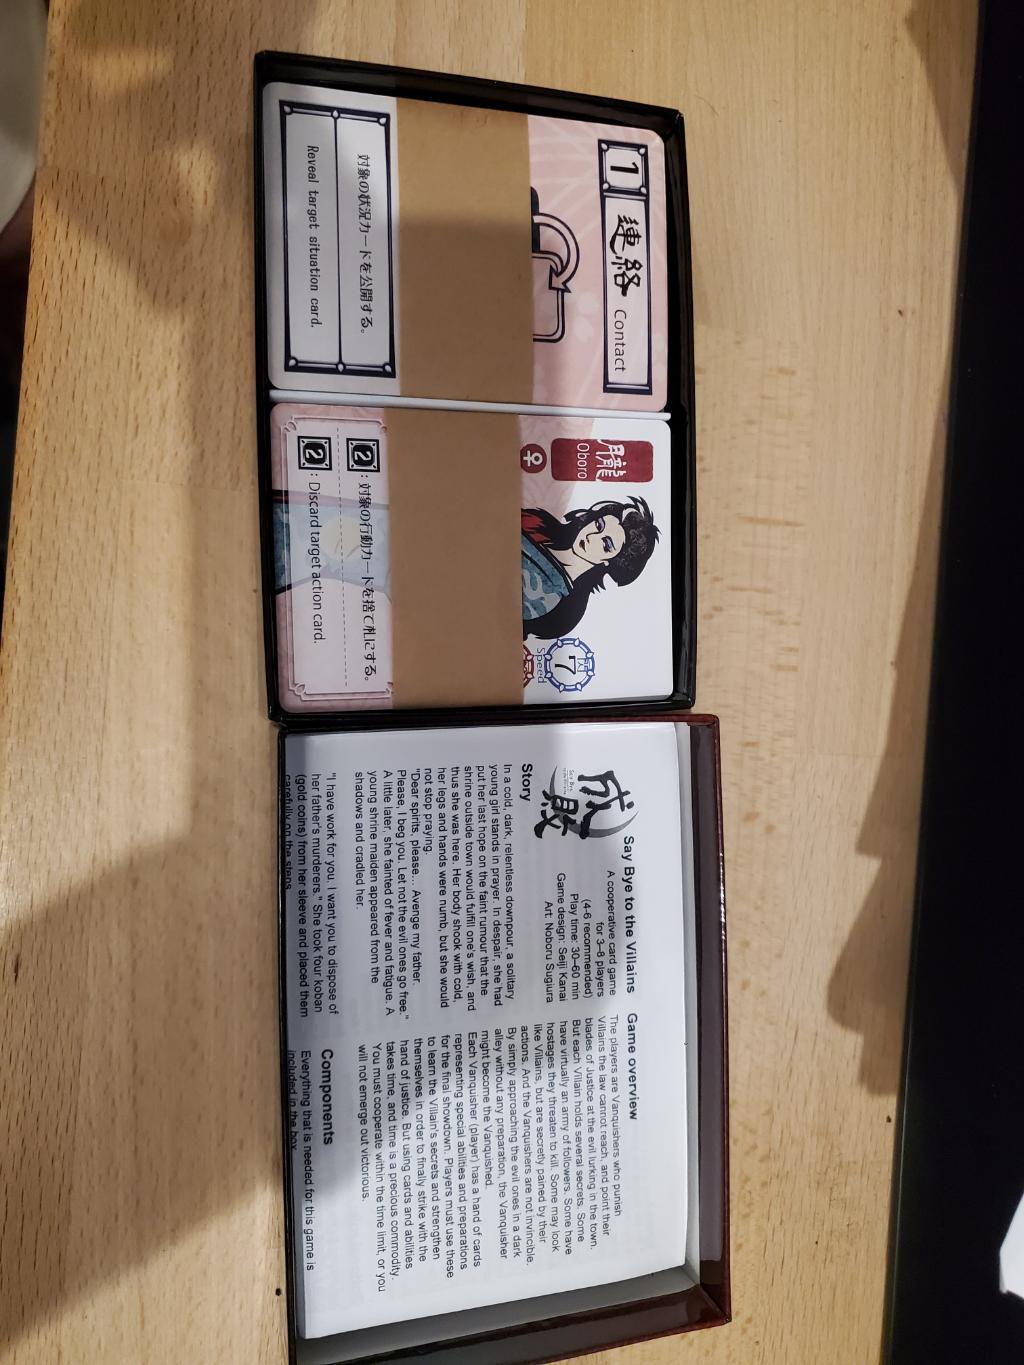 1 連絡 Contact
対象の状況カードを公開する。
Reveal target situation card.
朧
Oboro
♀
7
Speed
2 : 対象の行動カードを捨て札にする。
2 : Discard target action card.
成敗
Say Bye to the Villains
A cooperative card game
for 3–8 players
(4-6 recommended)
Play time: 30–60 min
Game design: Seiji Kanai
Art: Noboru Sugiura
Story
In a cold, dark, relentless downpour, a solitary
young girl stands in prayer. In despair, she had
put her last hope on the faint rumour that the
shrine outside town would fulfill one's wish, and
thus she was here. Her body shook with cold,
her legs and hands were numb, but she would
not stop praying.
"Dear spirits, please... Avenge my father.
Please, I beg you. Let not the evil ones go free."
A little later, she fainted of fever and fatigue. A
young shrine maiden appeared from the
shadows and cradled her.
"I have work for you. I want you to dispose of
her father's murderers." She took four koban
(gold coins) from her sleeve and placed them
carefully on the steps
Game overview
The players are Vanquishers who punish
Villains the law cannot reach, and point their
blades of Justice at the evil lurking in the town.
But each Villain holds several secrets. Some
have virtually an army of followers. Some have
hostages they threaten to kill. Some may look
like Villains, but are secretly pained by their
actions. And the Vanquishers are not invincible.
By simply approaching the evil ones in a dark
alley without any preparation, the Vanquisher
might become the Vanquished.
Each Vanquisher (player) has a hand of cards
representing special abilities and preparations
for the final showdown. Players must use these
to learn the Villain's secrets and strengthen
themselves in order to finally strike with the
hand of justice. But using cards and abilities
takes time, and time is a precious commodity.
You must cooperate within the time limit, or you
will not emerge out victorious.
Components
Everything that is needed for this game is
included in the box